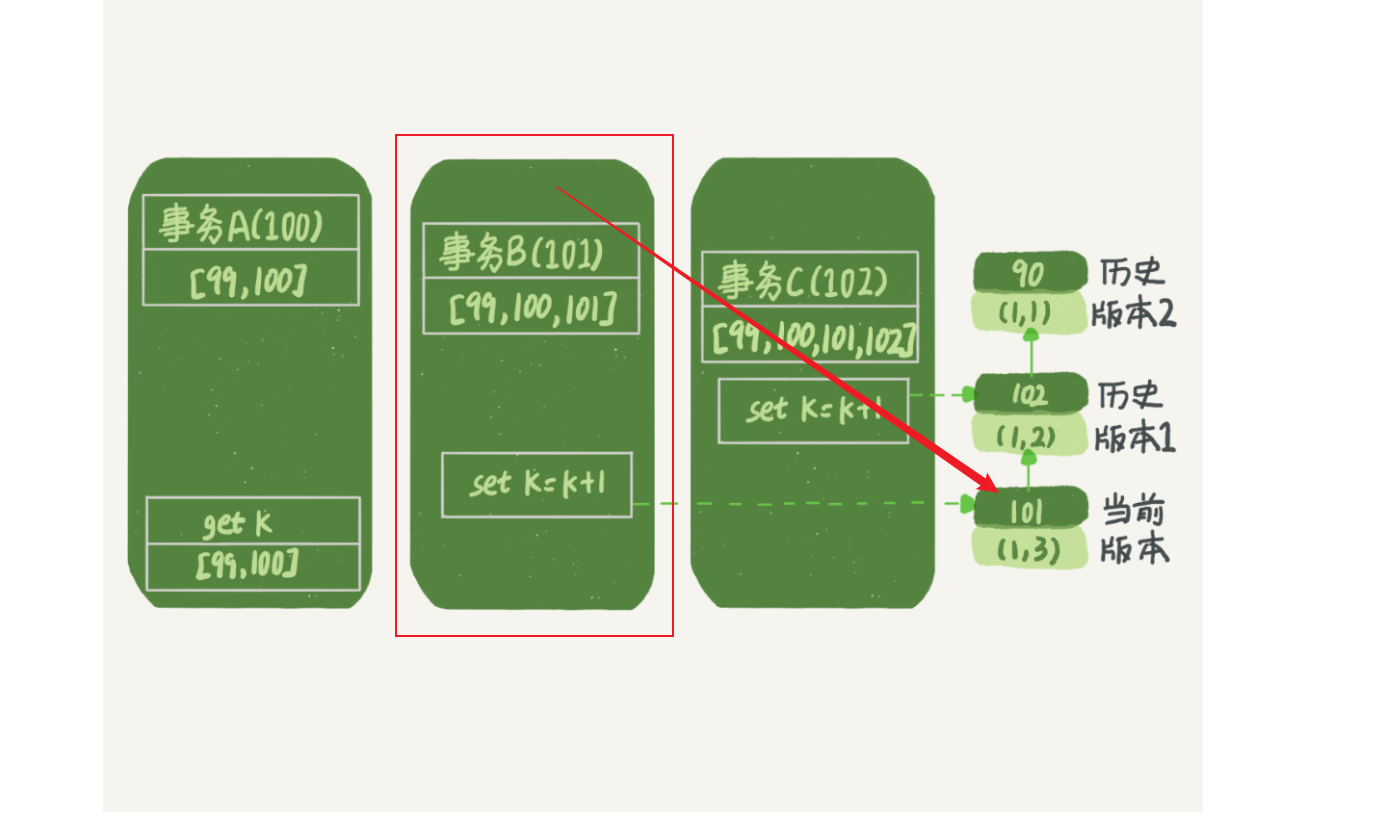 事务A(100)
[99,100]
get k
[99,100]
事务B(101)
[99,100,101]
set k=k+1
事务C(102)
[99,100,101,102]
set k=k+1
90
(1,1)
历史
版本2
102
(1,2)
历史
版本1
101
(1,3)
当前
版本